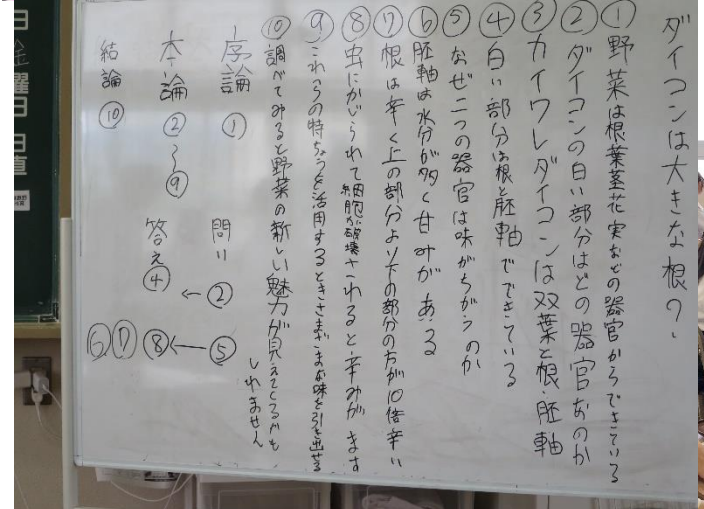 ダイコンは大きな根?
① 野菜は根葉茎花実などの器官からできている
② ダイコンの白い部分はどの器官なのか
③ カイワレダイコンは双葉と根・胚軸
④ 白い部分は根と胚軸でできている
⑤ なぜ二つの器官は味がちがうのか
⑥ 胚軸は水分が多く甘みがある
⑦ 根は辛く上の部分より下の部分の方が10倍辛い
⑧ 虫にかじられて細胞が破壊されると辛みがます
⑨ これらの特ちょうを活用するとさまざまな味を引き出せる
⑩ 調べてみると野菜の新しい魅力が見えてくるかも
しれません
序論 ①
本論 ②~⑨
結論 ⑩
問い ② ⑤
答え ④ ← ②
⑥⑦ ⑧ ← ⑤
日
金
曜
日
日
直